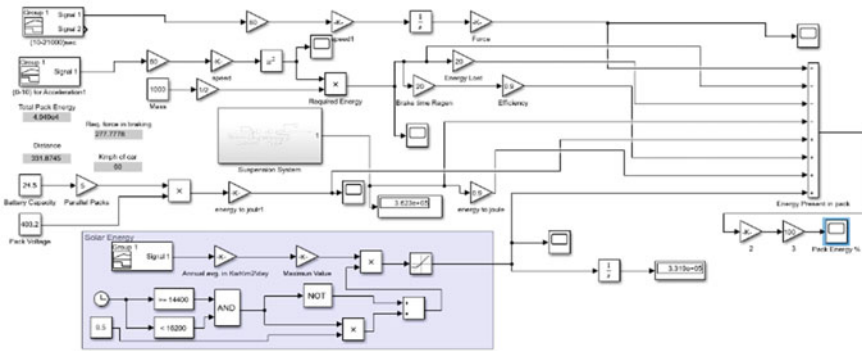 Group 1
Signal 1
Signal 2
(10-21000)sec
60
-K-
speed1
1
s
-K-
Force
Group 1
Signal 1
(0-10) for Acceleration1
60
-K-
speed
u²
1000
Mass
1/2
×
Required Energy
20
Energy Lost
20
Brake time Regen
0.9
Efficiency
Total Pack Energy
4.049e4
Req. force in braking
277.7778
Distance
331.8745
Kmph of car
60
1
Suspension System
24.5
Battery Capacity
5
Parallel Packs
×
-K-
energy to joule1
3.623e+05
0.9
energy to joule
403.2
Pack Voltage
Energy Present in pack
-K-
2
100
3
Pack Energy %
Solar Energy
Group 1
Signal 1
-K-
Annual avg. in Kwh/m2/day
-K-
Maximum Value
×
>= 14400
< 16200
AND
NOT
0.5
×
1
s
3.319e+05